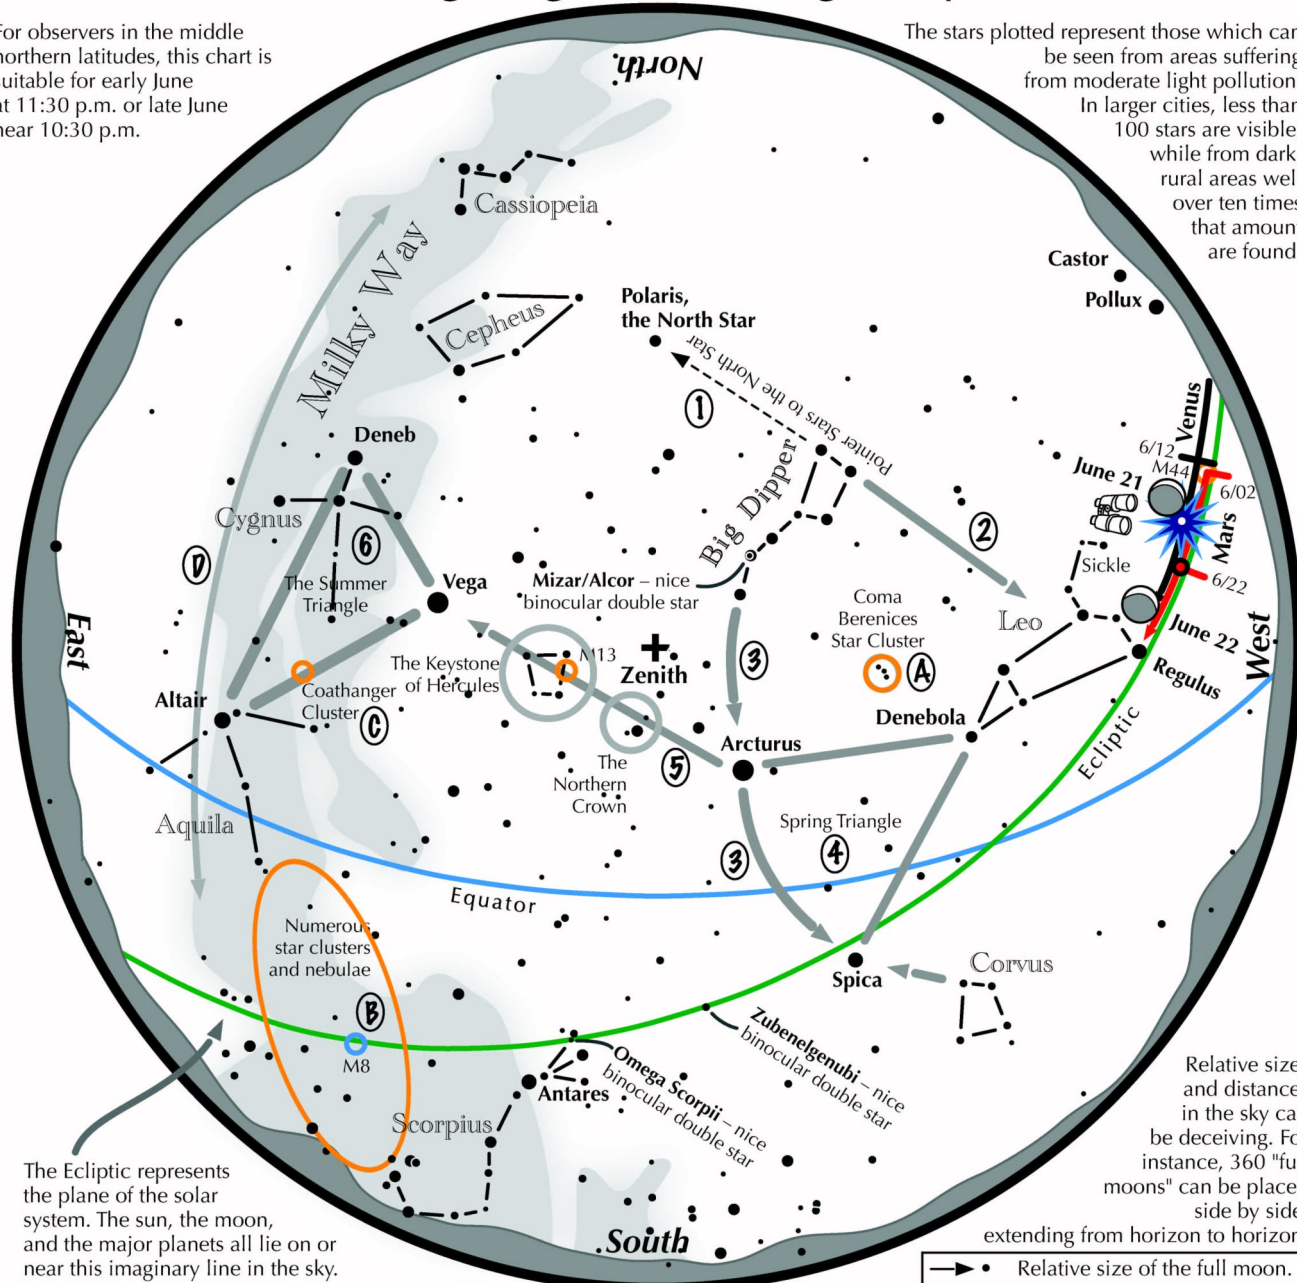 For observers in the middle
northern latitudes, this chart is
suitable for early June
at 11:30 p.m. or late June
near 10:30 p.m.
The stars plotted represent those which can
be seen from areas suffering
from moderate light pollution
In larger cities, less than
100 stars are visible
while from dark
rural areas well
over ten times
that amount
are found
North
Cassiopeia
Milky Way
Cepheus
Polaris,
the North Star
Castor
Pollux
Pointer Stars to the North Star
1
Deneb
Big Dipper
Venus
6/12
M44
June 21
6/02
Mars
Cygnus
6
D
2
Sickle
6/22
The Summer
Triangle
Vega
Mizar/Alcor – nice
binocular double star
Coma
Berenices
Star Cluster
A
Leo
June 22
West
East
The Keystone
of Hercules
M13
Zenith
3
Regulus
Altair
Coathanger
Cluster
C
Denebola
Arcturus
The
Northern
Crown
5
Ecliptic
Aquila
Spring Triangle
4
3
Equator
Numerous
star clusters
and nebulae
B
M8
Spica
Corvus
Zubenelgenubi – nice
binocular double star
Omega Scorpii – nice
binocular double star
Antares
Scorpius
South
The Ecliptic represents
the plane of the solar
system. The sun, the moon,
and the major planets all lie on or
near this imaginary line in the sky.
Relative size
and distance
in the sky ca
be deceiving. Fo
instance, 360 "fu
moons" can be place
side by side
extending from horizon to horizon
Relative size of the full moon.